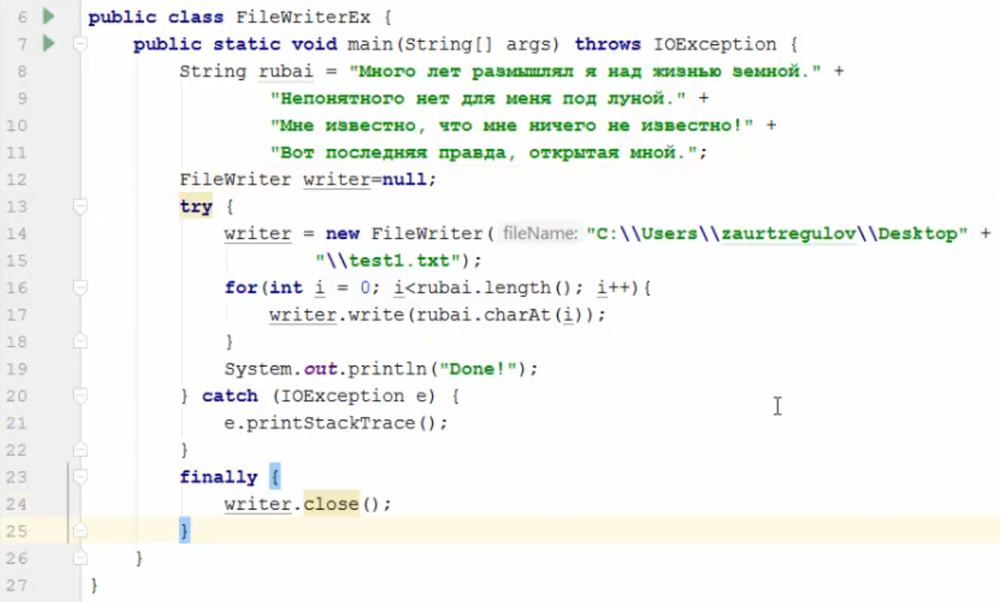 6 public class FileWriterEx {
7 public static void main(String[] args) throws IOException {
8 String rubai = "Много лет размышлял я над жизнью земной." +
9 "Непонятного нет для меня под луной." +
10 "Мне известно, что мне ничего не известно!" +
11 "Вот последняя правда, открытая мной.";
12 FileWriter writer=null;
13 try {
14 writer = new FileWriter( fileName: "C:\\Users\\zaurtregulov\\Desktop" +
15 "\\test1.txt");
16 for(int i = 0; i<rubai.length(); i++){
17 writer.write(rubai.charAt(i));
18 }
19 System.out.println("Done!");
20 } catch (IOException e) {
21 e.printStackTrace();
22 }
23 finally {
24 writer.close();
25 }
26 }
27 }